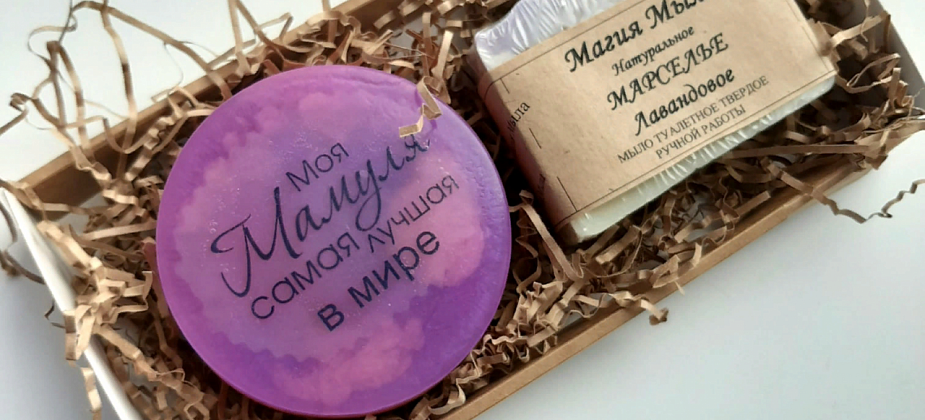 Моя
Мамуля
самая лучшая
в мире
Магия Мыла
Натуральное
МАРСЕЛЬЕ
Лавандовое
МЫЛО ТУАЛЕТНОЕ ТВЕРДОЕ
РУЧНОЙ РАБОТЫ